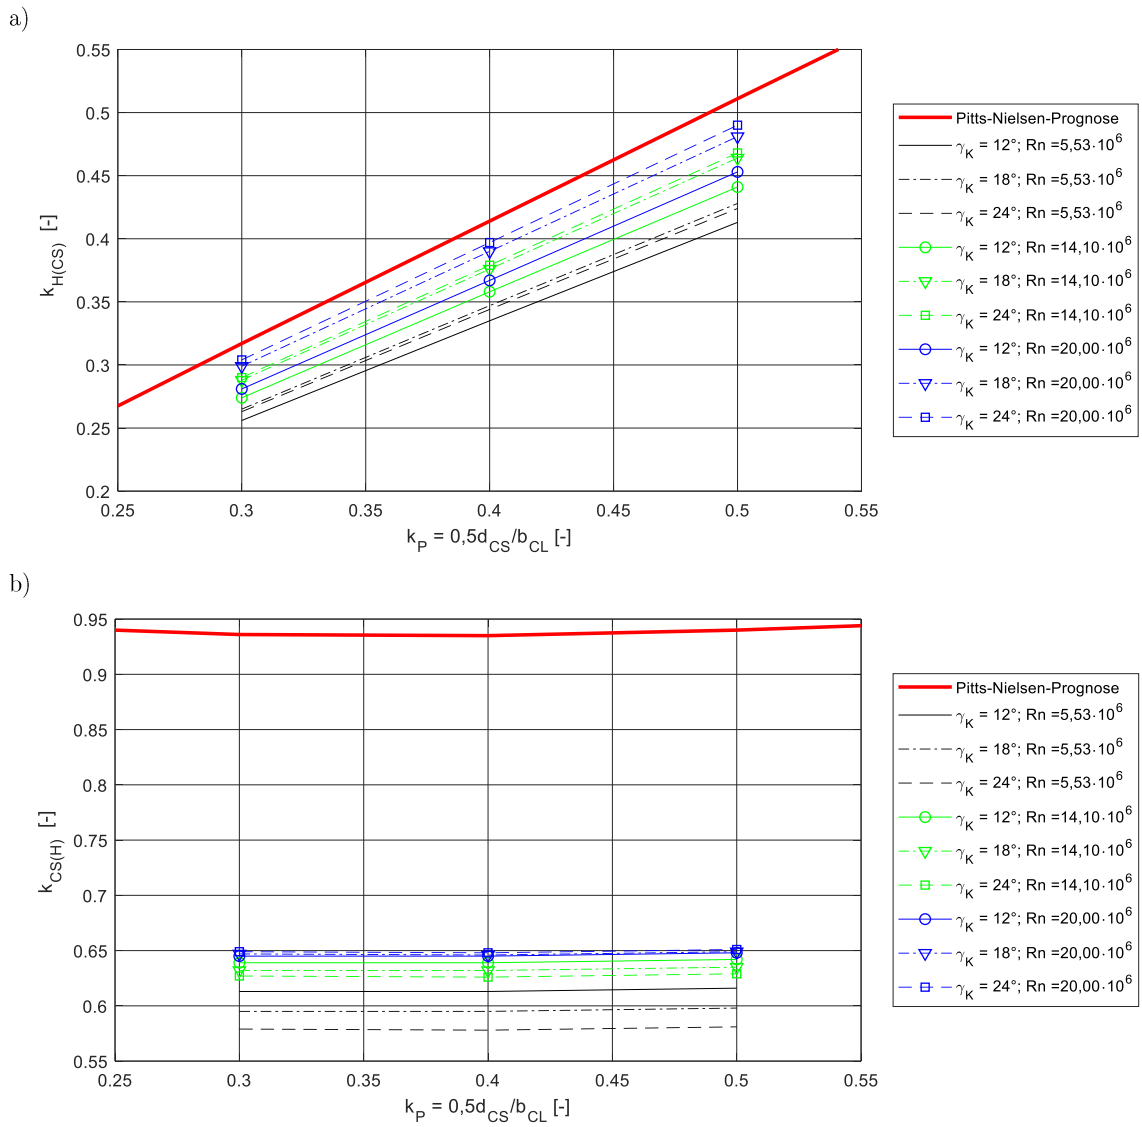 a)
0.55
0.5
0.45
0.4
0.35
0.3
0.25
0.2
k_H(CS) [-]
0.25 0.3 0.35 0.4 0.45 0.5 0.55
k_P = 0,5d_CS/b_CL [-]
Pitts-Nielsen-Prognose
γ_K = 12°; Rn =5,53·10^6
γ_K = 18°; Rn =5,53·10^6
γ_K = 24°; Rn =5,53·10^6
γ_K = 12°; Rn =14,10·10^6
γ_K = 18°; Rn =14,10·10^6
γ_K = 24°; Rn =14,10·10^6
γ_K = 12°; Rn =20,00·10^6
γ_K = 18°; Rn =20,00·10^6
γ_K = 24°; Rn =20,00·10^6
b)
0.95
0.9
0.85
0.8
0.75
0.7
0.65
0.6
0.55
k_CS(H) [-]
0.25 0.3 0.35 0.4 0.45 0.5 0.55
k_P = 0,5d_CS/b_CL [-]
Pitts-Nielsen-Prognose
γ_K = 12°; Rn =5,53·10^6
γ_K = 18°; Rn =5,53·10^6
γ_K = 24°; Rn =5,53·10^6
γ_K = 12°; Rn =14,10·10^6
γ_K = 18°; Rn =14,10·10^6
γ_K = 24°; Rn =14,10·10^6
γ_K = 12°; Rn =20,00·10^6
γ_K = 18°; Rn =20,00·10^6
γ_K = 24°; Rn =20,00·10^6